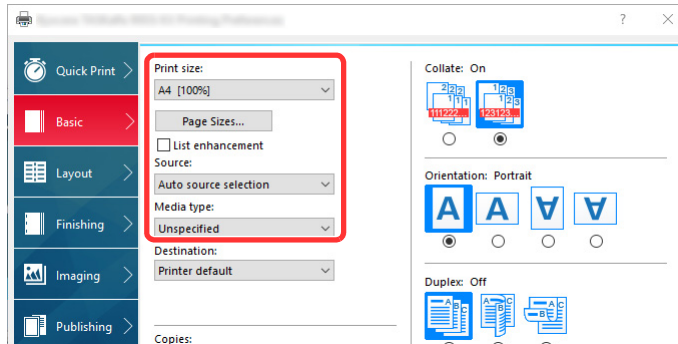 ? ×
Quick Print
Basic
Layout
Finishing
Imaging
Publishing
Print size:
A4 [100%]
Page Sizes...
List enhancement
Source:
Auto source selection
Media type:
Unspecified
Destination:
Printer default
Copies:
Collate: On
Orientation: Portrait
A A A A
Duplex: Off